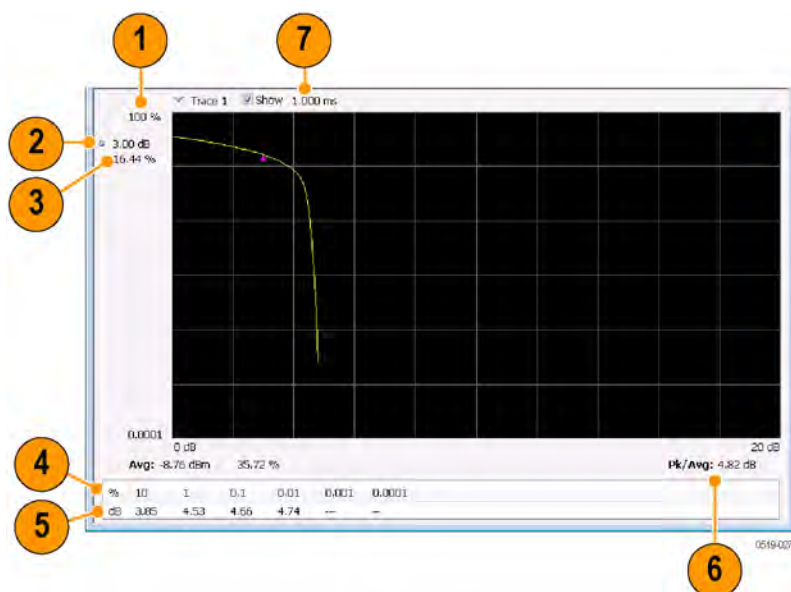 1
7
Trace 1 Show 1.000 ms
100 %
2
3.00 dB
16.44 %
3
0.0001
0 dB
20 dB
Avg: -8.76 dBm 35.72 %
Pk/Avg: 4.82 dB
4
% 10 1 0.1 0.01 0.001 0.0001
5
dB 3.85 4.53 4.66 4.74 --- --
6
0519-027